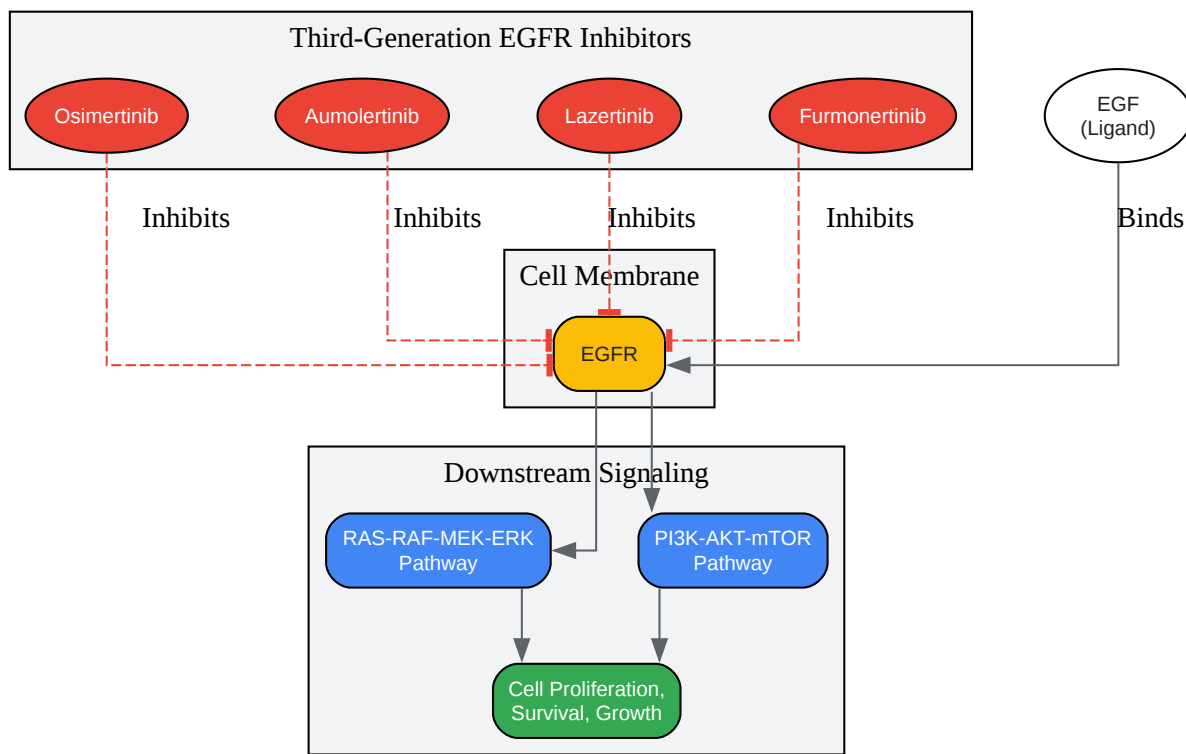 Third-Generation EGFR Inhibitors
Osimertinib
Aumolertinib
Lazertinib
Furmonertinib
EGF
(Ligand)
Inhibits
Inhibits
Inhibits
Inhibits
Binds
Cell Membrane
EGFR
Downstream Signaling
RAS-RAF-MEK-ERK
Pathway
PI3K-AKT-mTOR
Pathway
Cell Proliferation,
Survival, Growth